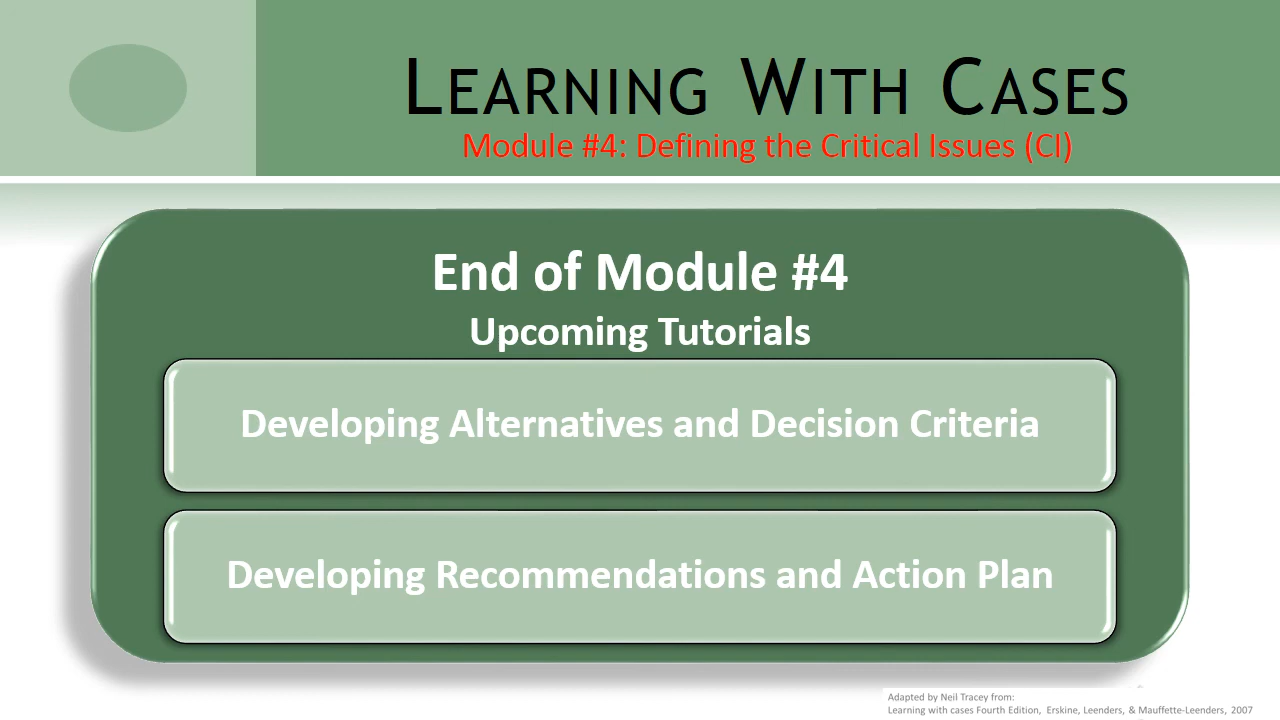 LEARNING WITH CASES
Module #4: Defining the Critical Issues (CI)
End of Module #4
Upcoming Tutorials
Developing Alternatives and Decision Criteria
Developing Recommendations and Action Plan
Adapted by Neil Tracey from:
Learning with cases Fourth Edition, Erskine, Leenders, & Mauffette-Leenders, 2007